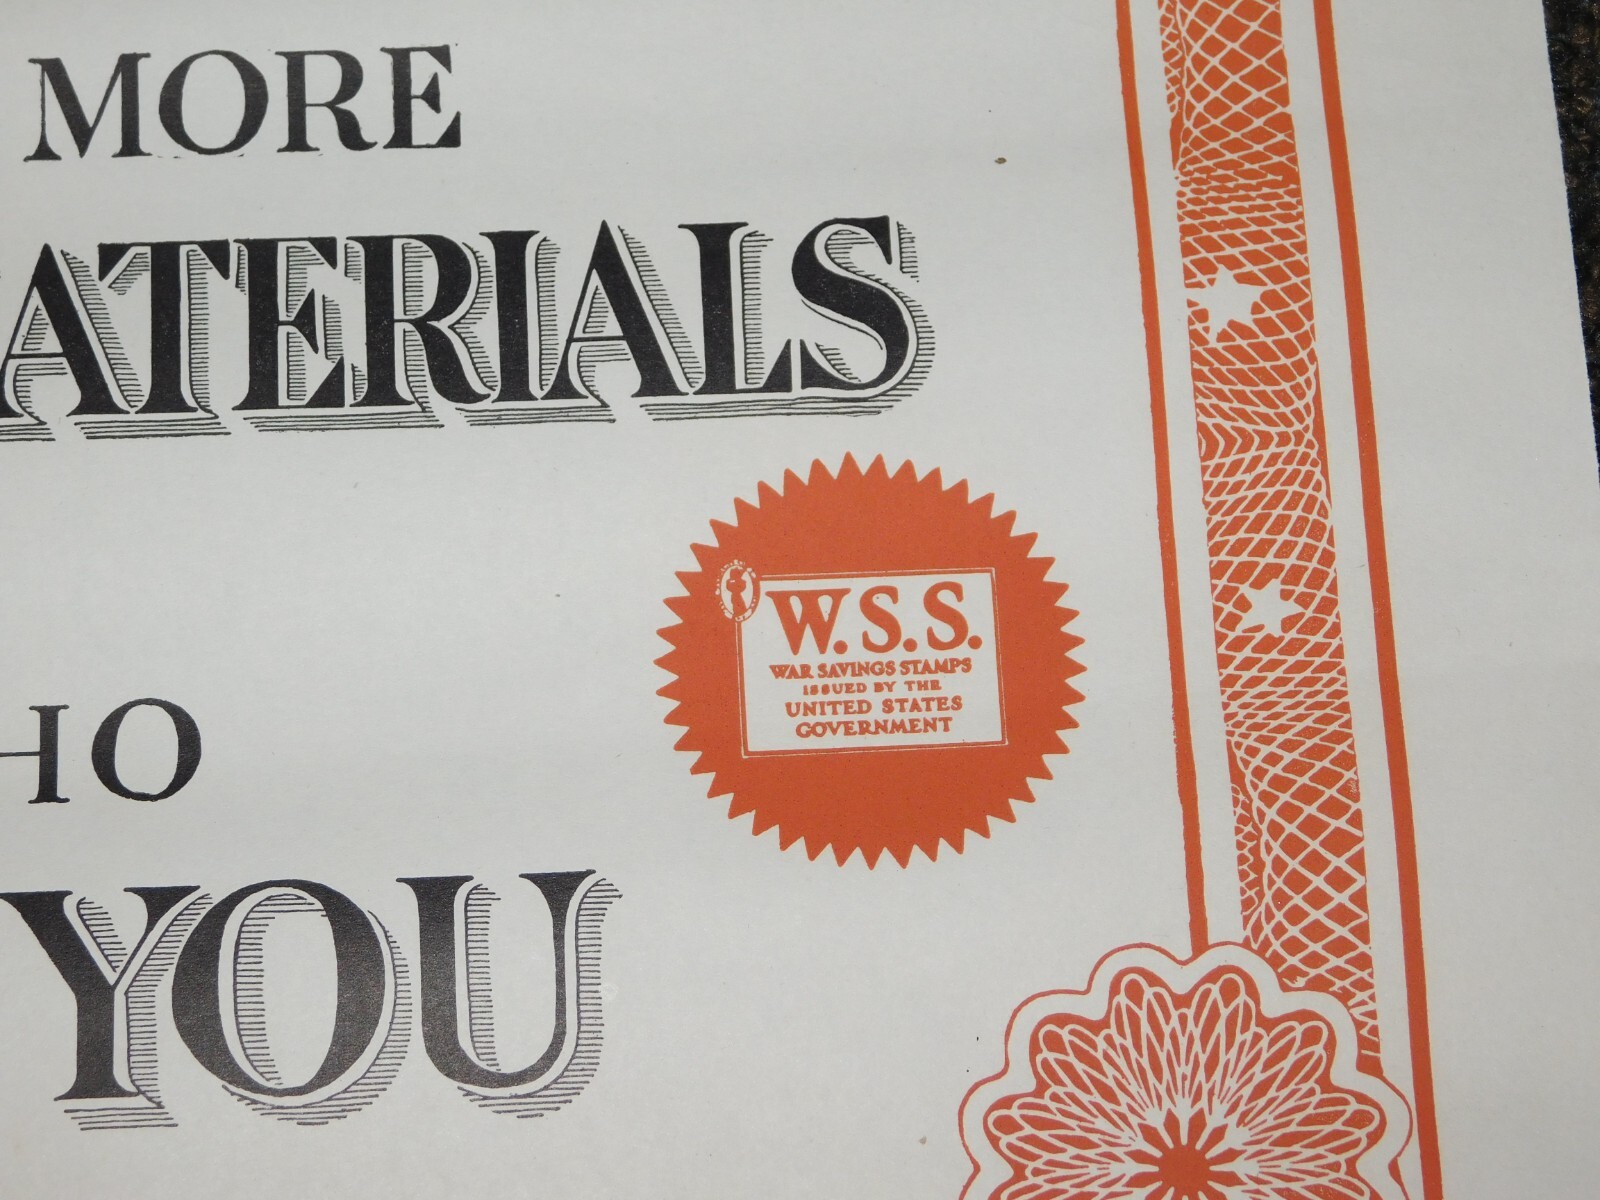 MORE
ATERIALS
W.S.S.
WAR SAVINGS STAMPS
ISSUED BY THE
UNITED STATES
GOVERNMENT
HO
YOU